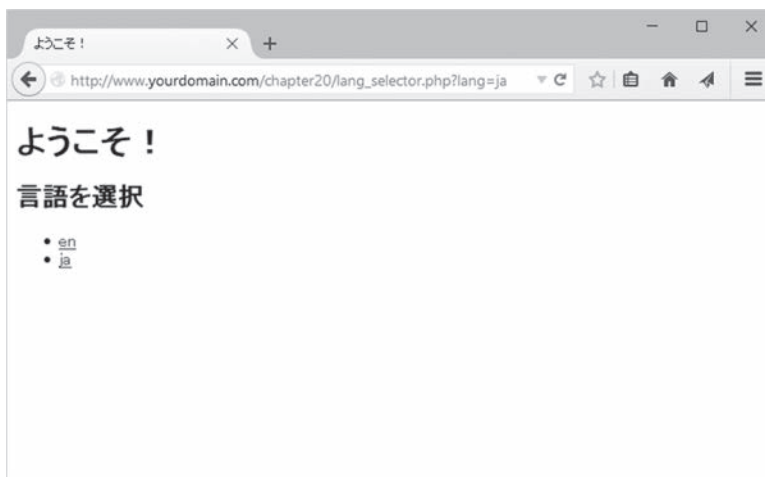 ようこそ！
http://www.yourdomain.com/chapter20/lang_selector.php?lang=ja
ようこそ！
言語を選択
• en
• ja